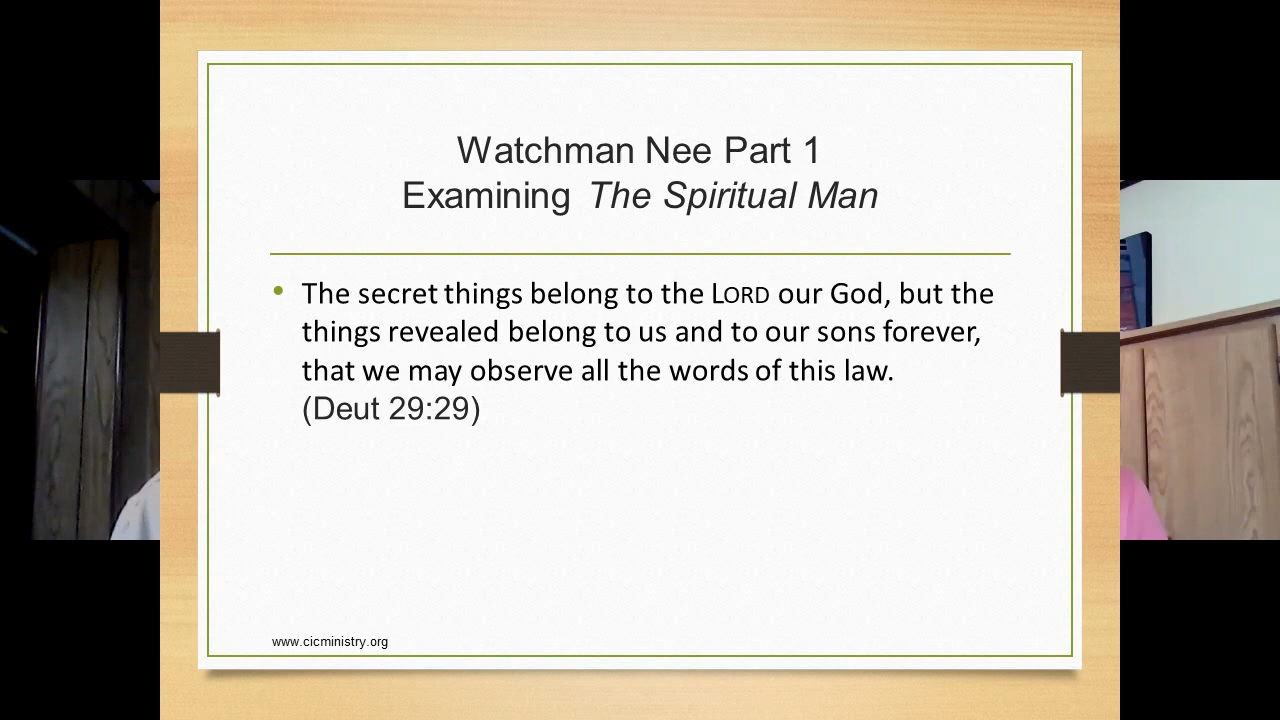 Watchman Nee Part 1
Examining The Spiritual Man
• The secret things belong to the LORD our God, but the
things revealed belong to us and to our sons forever,
that we may observe all the words of this law.
(Deut 29:29)
www.cicministry.org